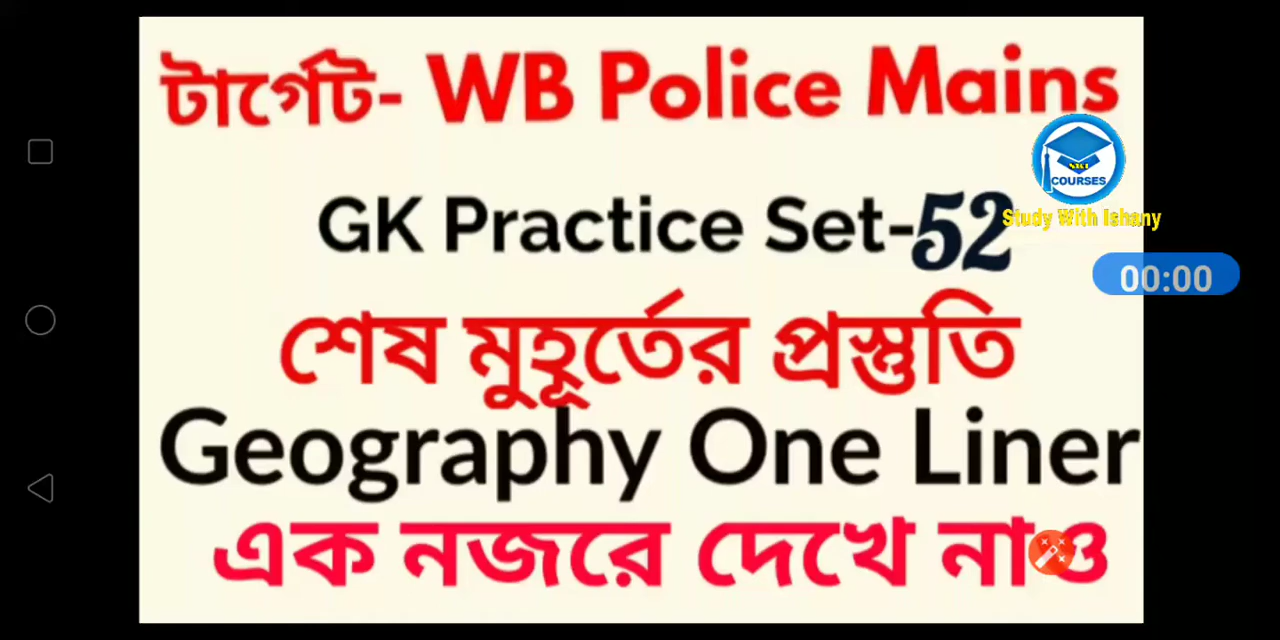 টার্গেট- WB Police Mains
COURSES
GK Practice Set-52
Study With Ishany
00:00
শেষ মুহূর্তের প্রস্তুতি
Geography One Liner
এক নজরে দেখে নাও